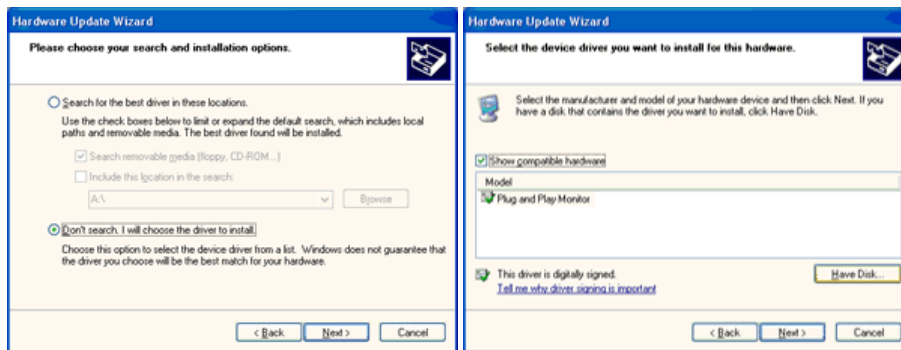 Hardware Update Wizard
Please choose your search and installation options.
Search for the best driver in these locations.
Use the check boxes below to limit or expand the default search, which includes local
paths and removable media. The best driver found will be installed.
Search removable media (floppy, CD-ROM...)
Include this location in the search:
A:\
Browse
Don't search. I will choose the driver to install.
Choose this option to select the device driver from a list. Windows does not guarantee that
the driver you choose will be the best match for your hardware.
< Back
Next >
Cancel
Hardware Update Wizard
Select the device driver you want to install for this hardware.
Select the manufacturer and model of your hardware device and then click Next. If you
have a disk that contains the driver you want to install, click Have Disk.
Show compatible hardware
Model
Plug and Play Monitor
This driver is digitally signed.
Tell me why driver signing is important
Have Disk...
< Back
Next >
Cancel